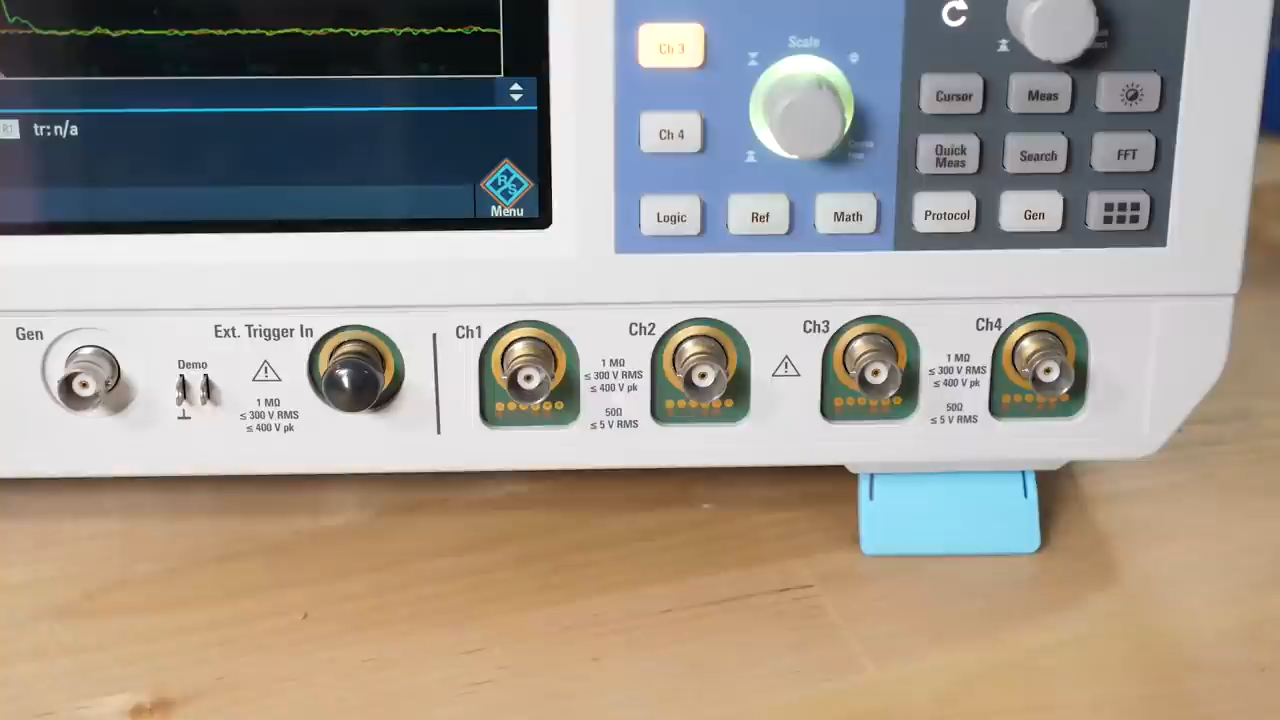 Ch 3
Scale
Cursor
Meas
R1
tr: n/a
Ch 4
Quick
Meas
Search
FFT
R
S
Menu
Logic
Ref
Math
Protocol
Gen
Gen
Demo
Ext. Trigger In
1 MΩ
≤ 300 V RMS
≤ 400 V pk
Ch1
Ch2
1 MΩ
≤ 300 V RMS
≤ 400 V pk
50Ω
≤ 5 V RMS
Ch3
Ch4
1 MΩ
≤ 300 V RMS
≤ 400 V pk
50Ω
≤ 5 V RMS